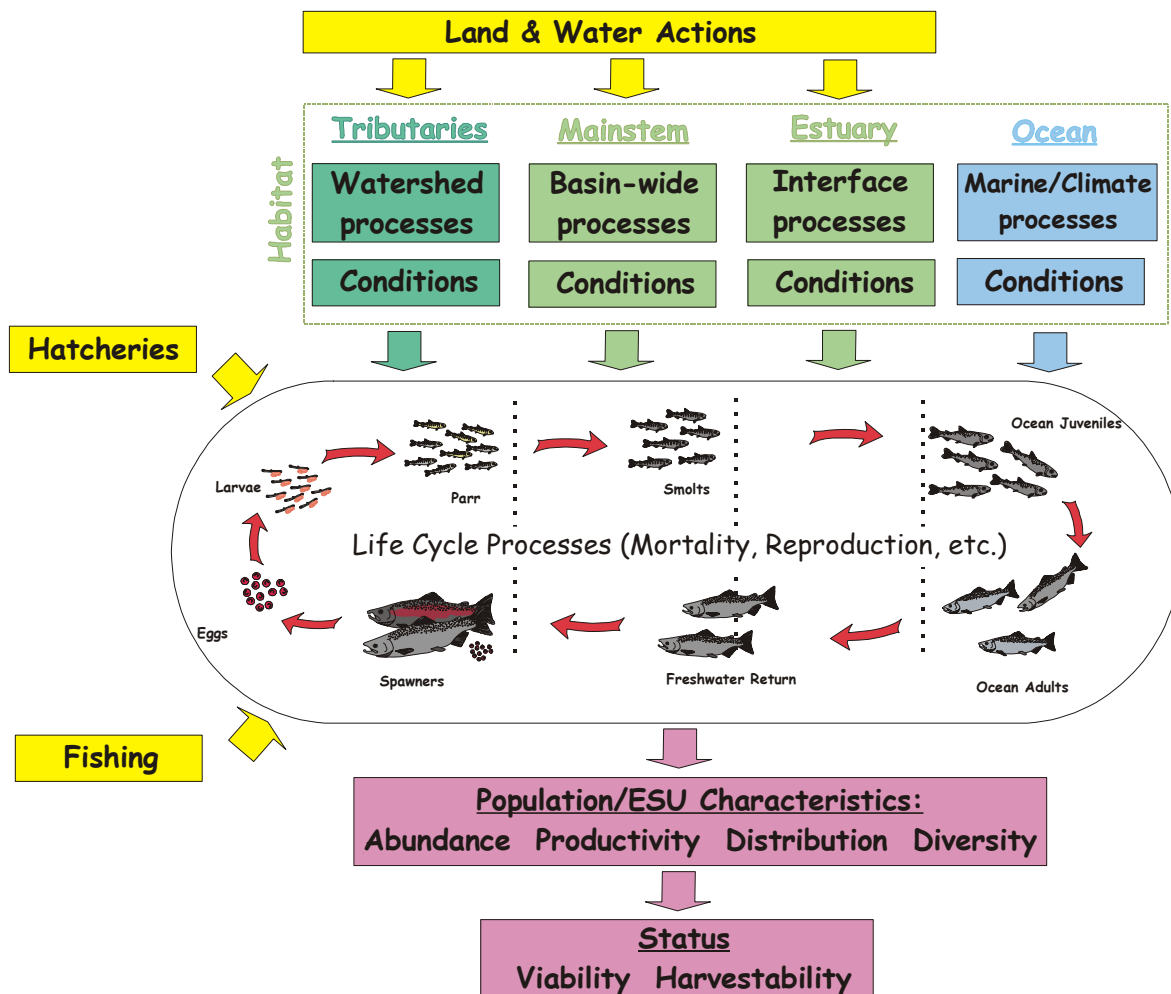 Land & Water Actions
Habitat
Tributaries
Mainstem
Estuary
Ocean
Watershed
processes
Basin-wide
processes
Interface
processes
Marine/Climate
processes
Conditions
Conditions
Conditions
Conditions
Hatcheries
Larvae
Parr
Smolts
Ocean Juveniles
Life Cycle Processes (Mortality, Reproduction, etc.)
Eggs
Spawners
Freshwater Return
Ocean Adults
Fishing
Population/ESU Characteristics:
Abundance Productivity Distribution Diversity
Status
Viability Harvestability